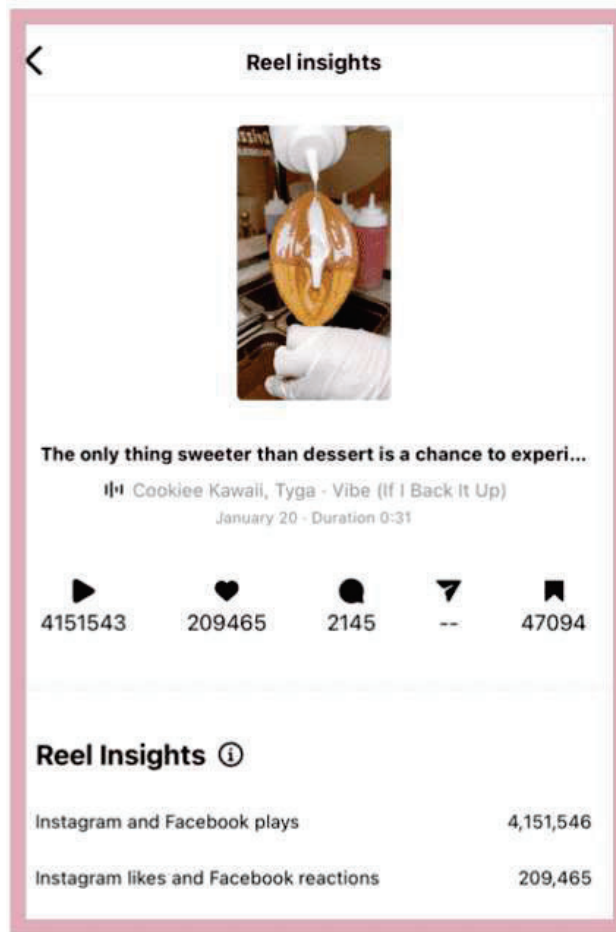 Reel insights
The only thing sweeter than dessert is a chance to experi...
Cookiee Kawaii, Tyga - Vibe (If I Back It Up)
January 20 · Duration 0:31
4151543 209465 2145 -- 47094
Reel Insights
Instagram and Facebook plays 4,151,546
Instagram likes and Facebook reactions 209,465